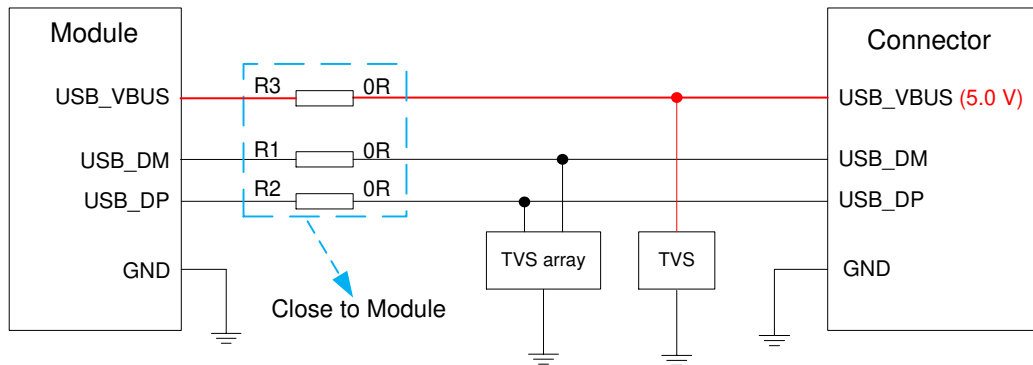 Module
Connector
R3 0R
USB_VBUS
USB_VBUS (5.0 V)
R1 0R
USB_DM
USB_DM
R2 0R
USB_DP
USB_DP
TVS array
TVS
GND
GND
Close to Module